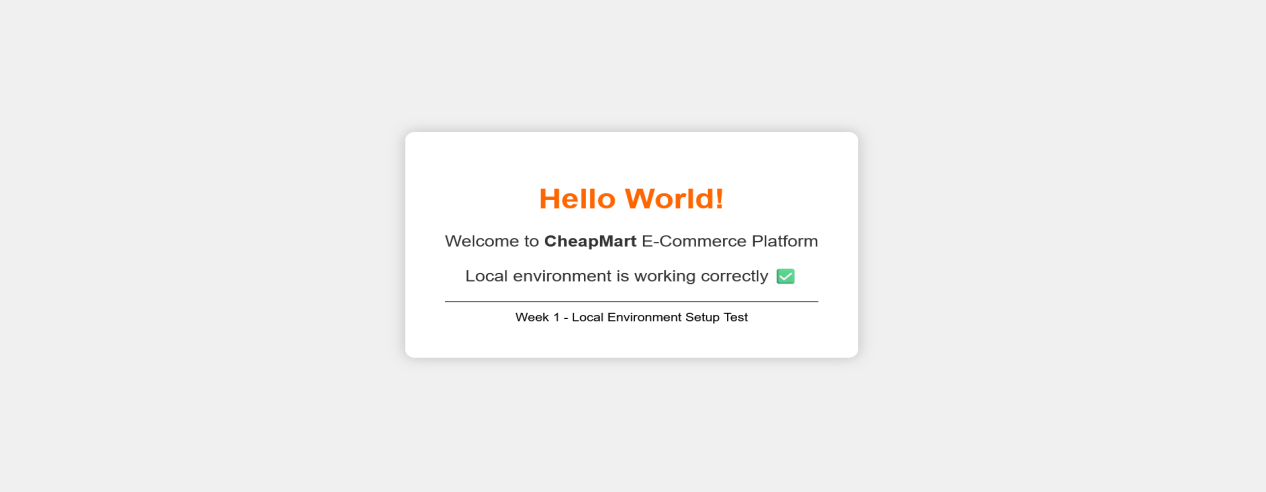 Hello World!
Welcome to CheapMart E-Commerce Platform
Local environment is working correctly ✅
Week 1 - Local Environment Setup Test